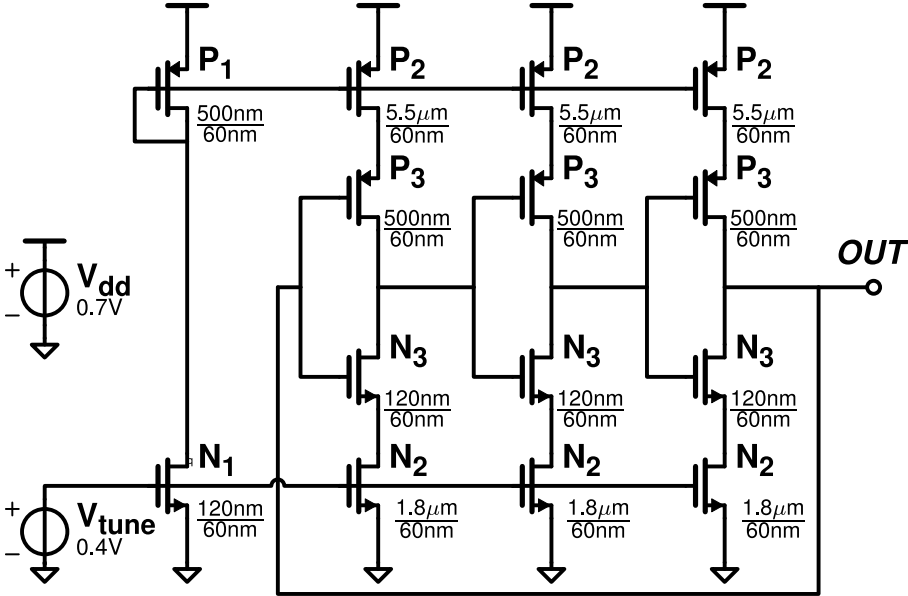 P1 P2 P2 P2
500nm 5.5μm 5.5μm 5.5μm
60nm 60nm 60nm 60nm
P3 P3 P3
500nm 500nm 500nm
60nm 60nm 60nm
OUT
+ Vdd
− 0.7V
N3 N3 N3
120nm 120nm 120nm
60nm 60nm 60nm
N1 N2 N2 N2
+ Vtune 120nm 1.8μm 1.8μm 1.8μm
− 0.4V 60nm 60nm 60nm 60nm